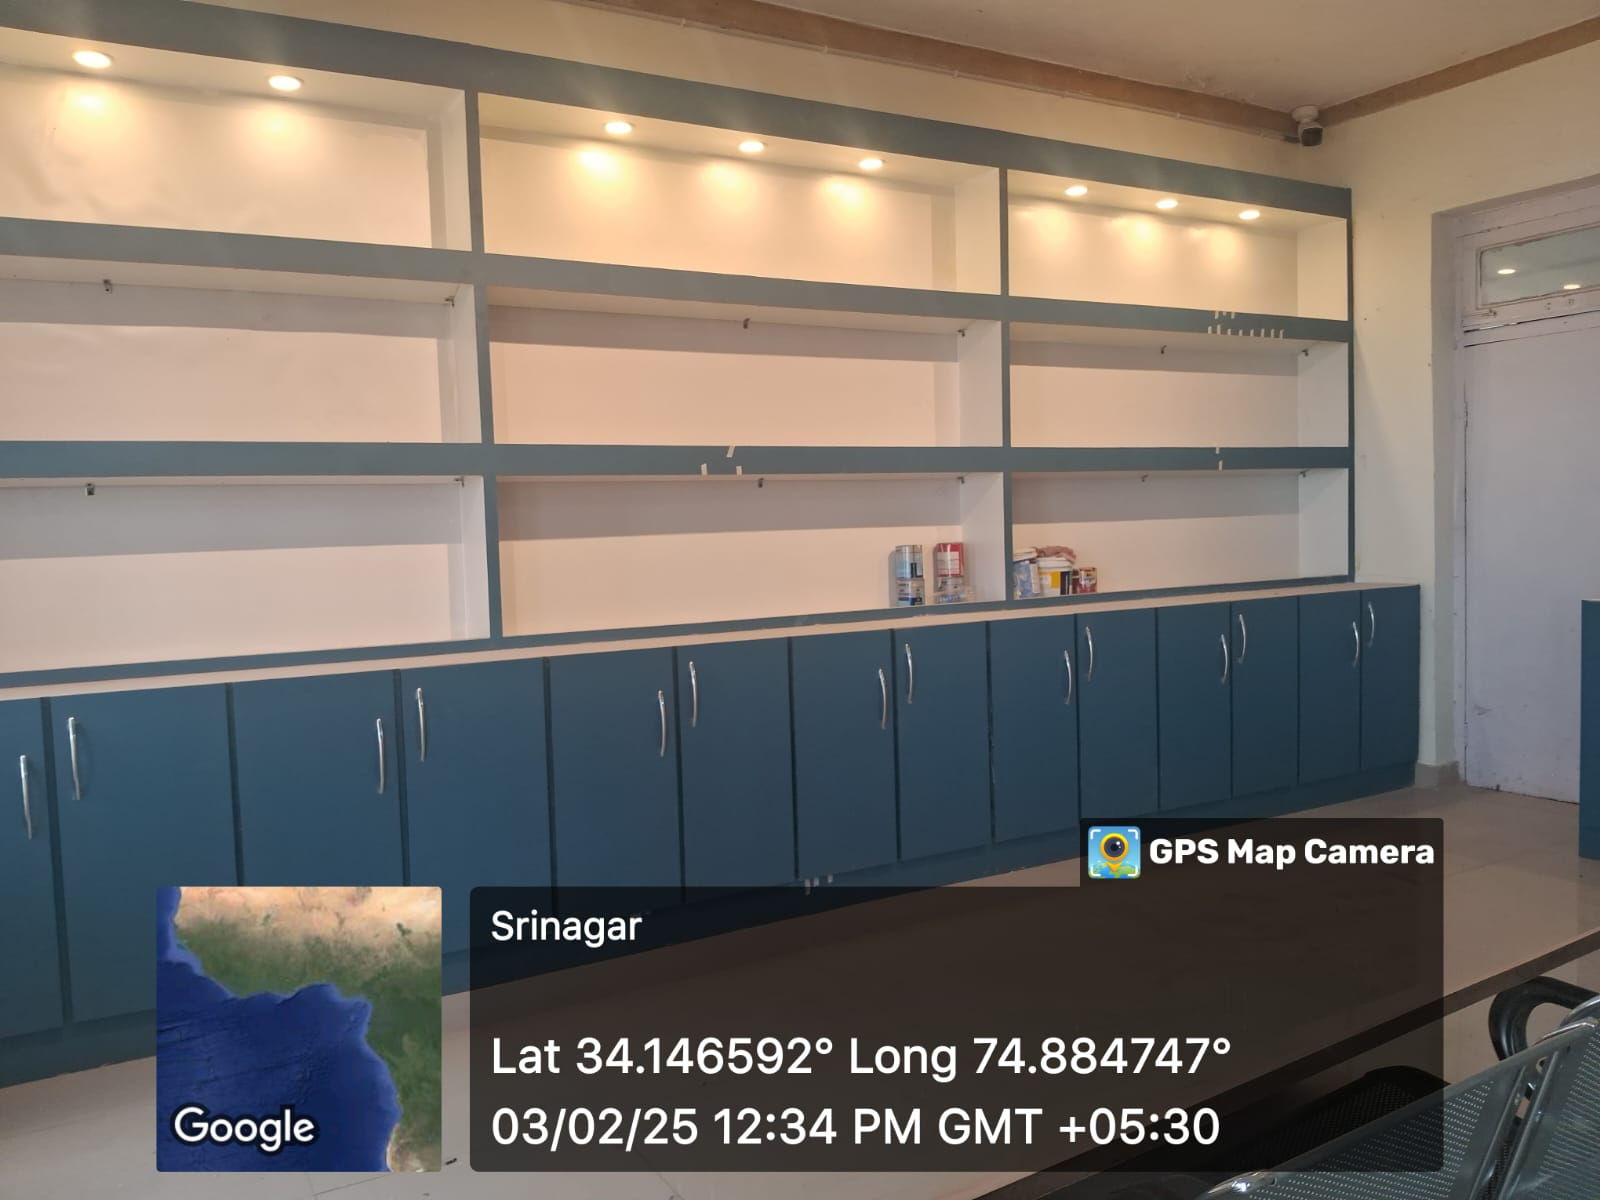 GPS Map Camera
Srinagar
Lat 34.146592° Long 74.884747°
03/02/25 12:34 PM GMT +05:30
Google